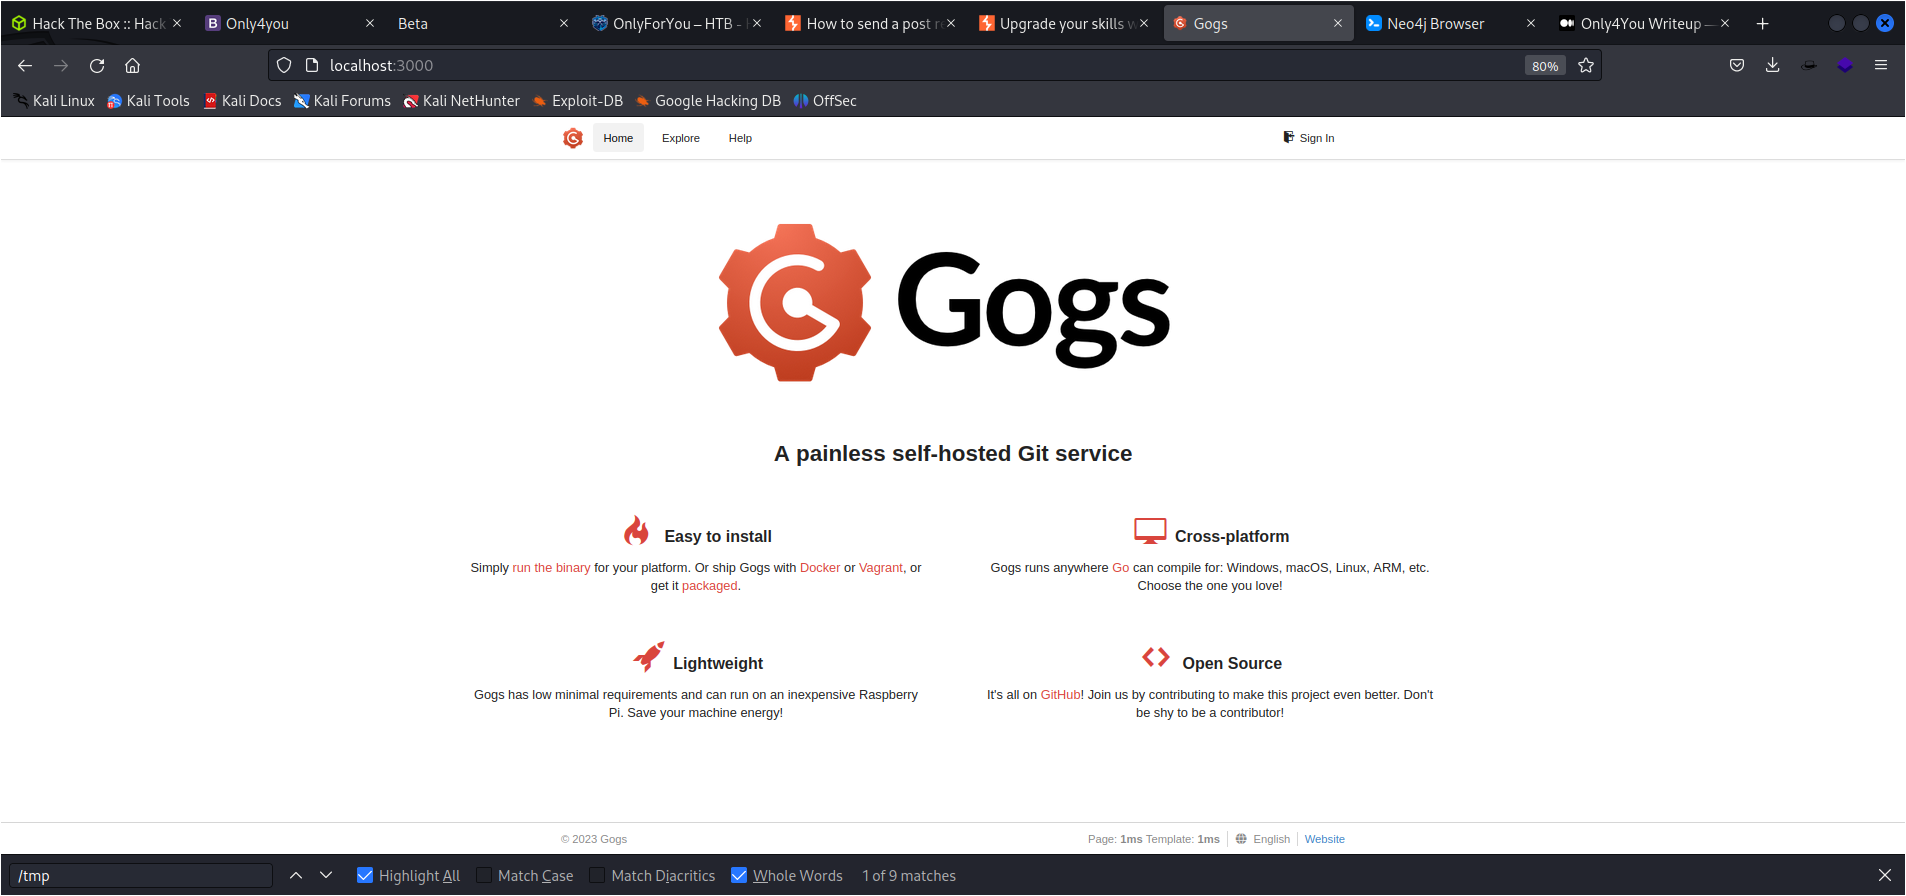 Hack The Box :: Hack
Only4you
Beta
OnlyForYou – HTB -
How to send a post re
Upgrade your skills w
Gogs
Neo4j Browser
Only4You Writeup —
localhost:3000
80%
Kali Linux
Kali Tools
Kali Docs
Kali Forums
Kali NetHunter
Exploit-DB
Google Hacking DB
OffSec
Home
Explore
Help
Sign In
Gogs
A painless self-hosted Git service
Easy to install
Simply run the binary for your platform. Or ship Gogs with Docker or Vagrant, or
get it packaged.
Cross-platform
Gogs runs anywhere Go can compile for: Windows, macOS, Linux, ARM, etc.
Choose the one you love!
Lightweight
Gogs has low minimal requirements and can run on an inexpensive Raspberry
Pi. Save your machine energy!
Open Source
It's all on GitHub! Join us by contributing to make this project even better. Don't
be shy to be a contributor!
© 2023 Gogs
Page: 1ms Template: 1ms
English
Website
/tmp
Highlight All
Match Case
Match Diacritics
Whole Words
1 of 9 matches